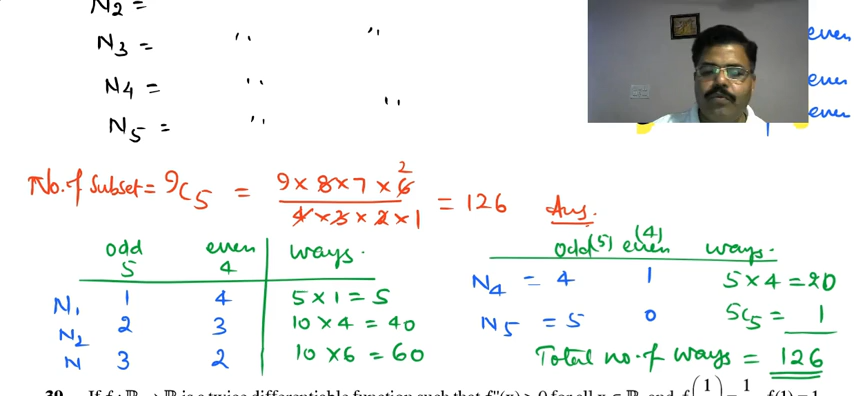 N₂ =
N₃ = '' ''
even
N₄ = '' ''
even
N₅ = ''
even
No. of subset = 9C₅ = 9 × 8 × 7 × 6 2 / 4 × 3 × 2 × 1 = 126 Ans.
odd even ways.
5 4
N₁ 1 4 5 × 1 = 5
N₂ 2 3 10 × 4 = 40
N 3 2 10 × 6 = 60
odd(5) even (4) ways.
N₄ = 4 1 5 × 4 = 20
N₅ = 5 0 5C₅ = 1
Total no. of ways = 126